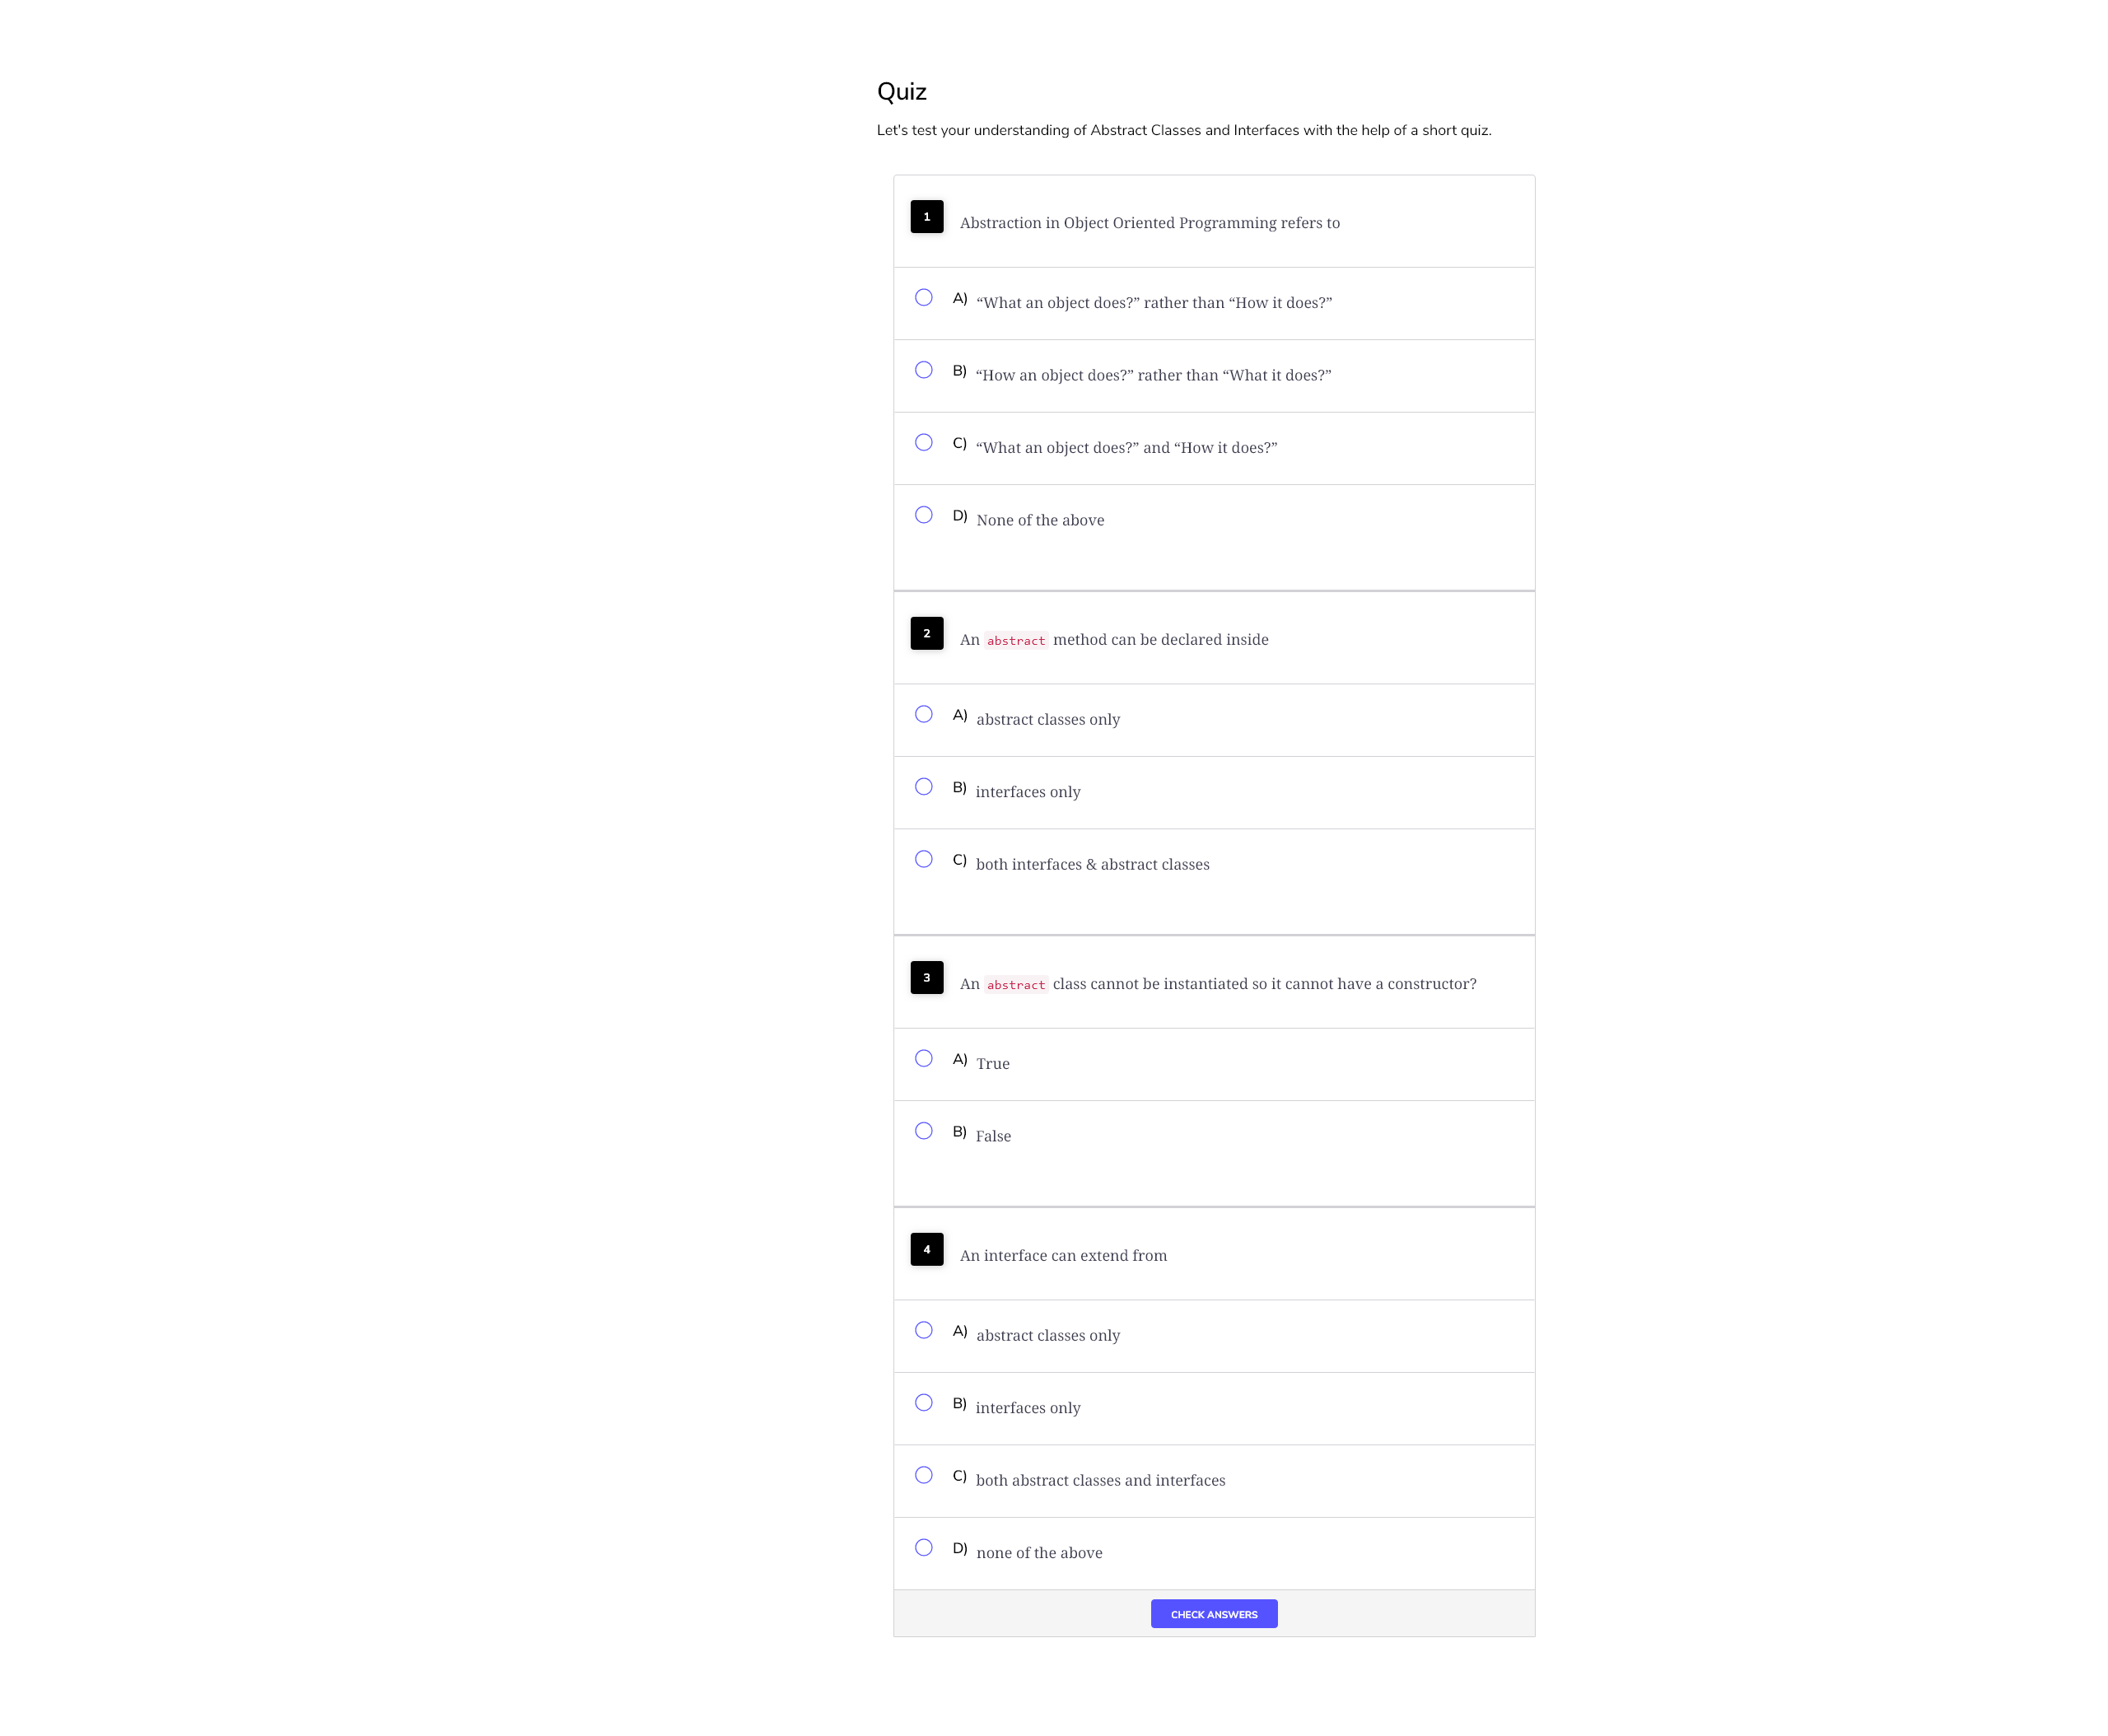 Quiz
Let's test your understanding of Abstract Classes and Interfaces with the help of a short quiz.
1 Abstraction in Object Oriented Programming refers to
A) “What an object does?” rather than “How it does?”
B) “How an object does?” rather than “What it does?”
C) “What an object does?” and “How it does?”
D) None of the above
2 An abstract method can be declared inside
A) abstract classes only
B) interfaces only
C) both interfaces & abstract classes
3 An abstract class cannot be instantiated so it cannot have a constructor?
A) True
B) False
4 An interface can extend from
A) abstract classes only
B) interfaces only
C) both abstract classes and interfaces
D) none of the above
CHECK ANSWERS